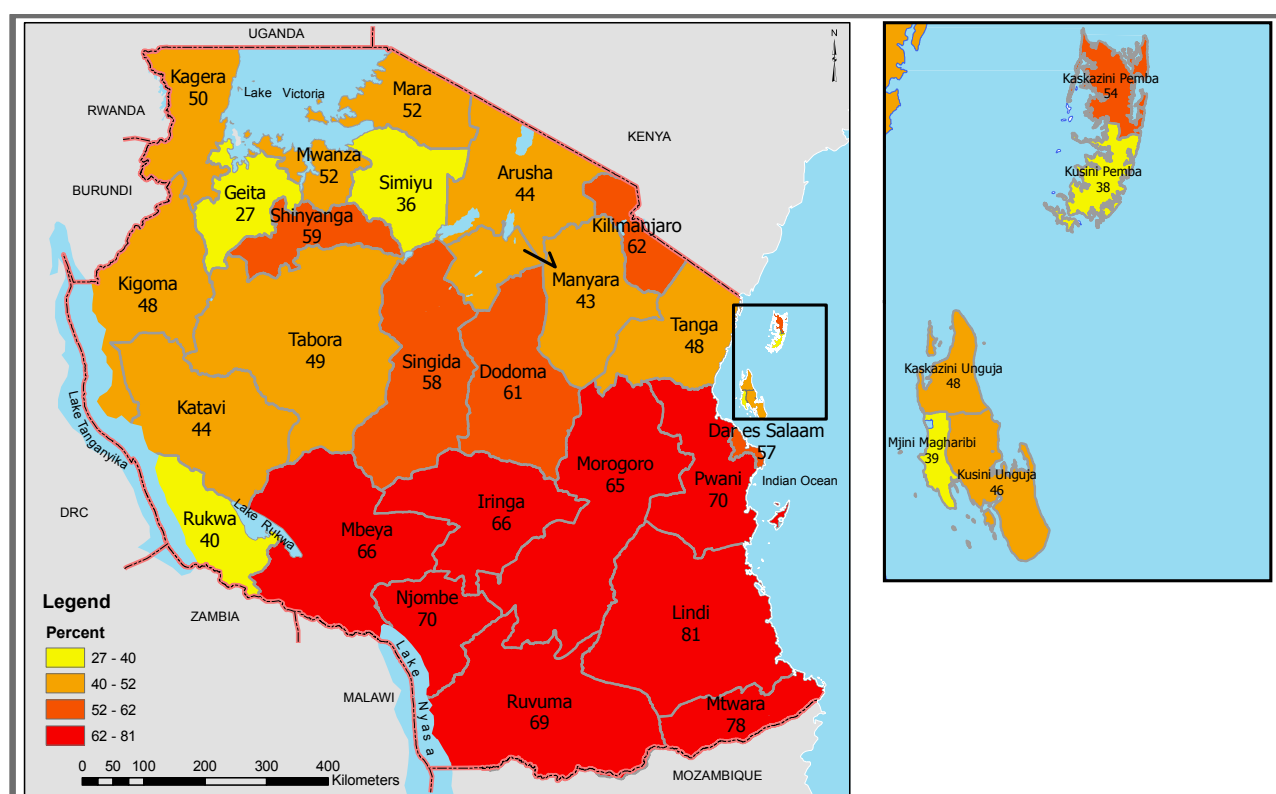 UGANDA
N
Kagera
50
Lake Victoria
Mara
52
RWANDA
KENYA
Mwanza
52
Arusha
44
BURUNDI
Geita
27
Simiyu
36
Shinyanga
59
Kilimanjaro
62
Kigoma
48
Manyara
43
Tabora
49
Tanga
48
Singida
58
Dodoma
61
Katavi
44
Lake Tanganyika
Dar es Salaam
57
Morogoro
65
Pwani
70
Indian Ocean
DRC
Rukwa
40
Lake Rukwa
Mbeya
66
Iringa
66
Njombe
70
Lindi
81
ZAMBIA
Lake Nyasa
MALAWI
Ruvuma
69
Mtwara
78
MOZAMBIQUE
Legend
Percent
27 - 40
40 - 52
52 - 62
62 - 81
0 50 100 200 300 400
Kilometers
Kaskazini Pemba
54
Kusini Pemba
38
Kaskazini Unguja
48
Mjini Magharibi
39
Kusini Unguja
46